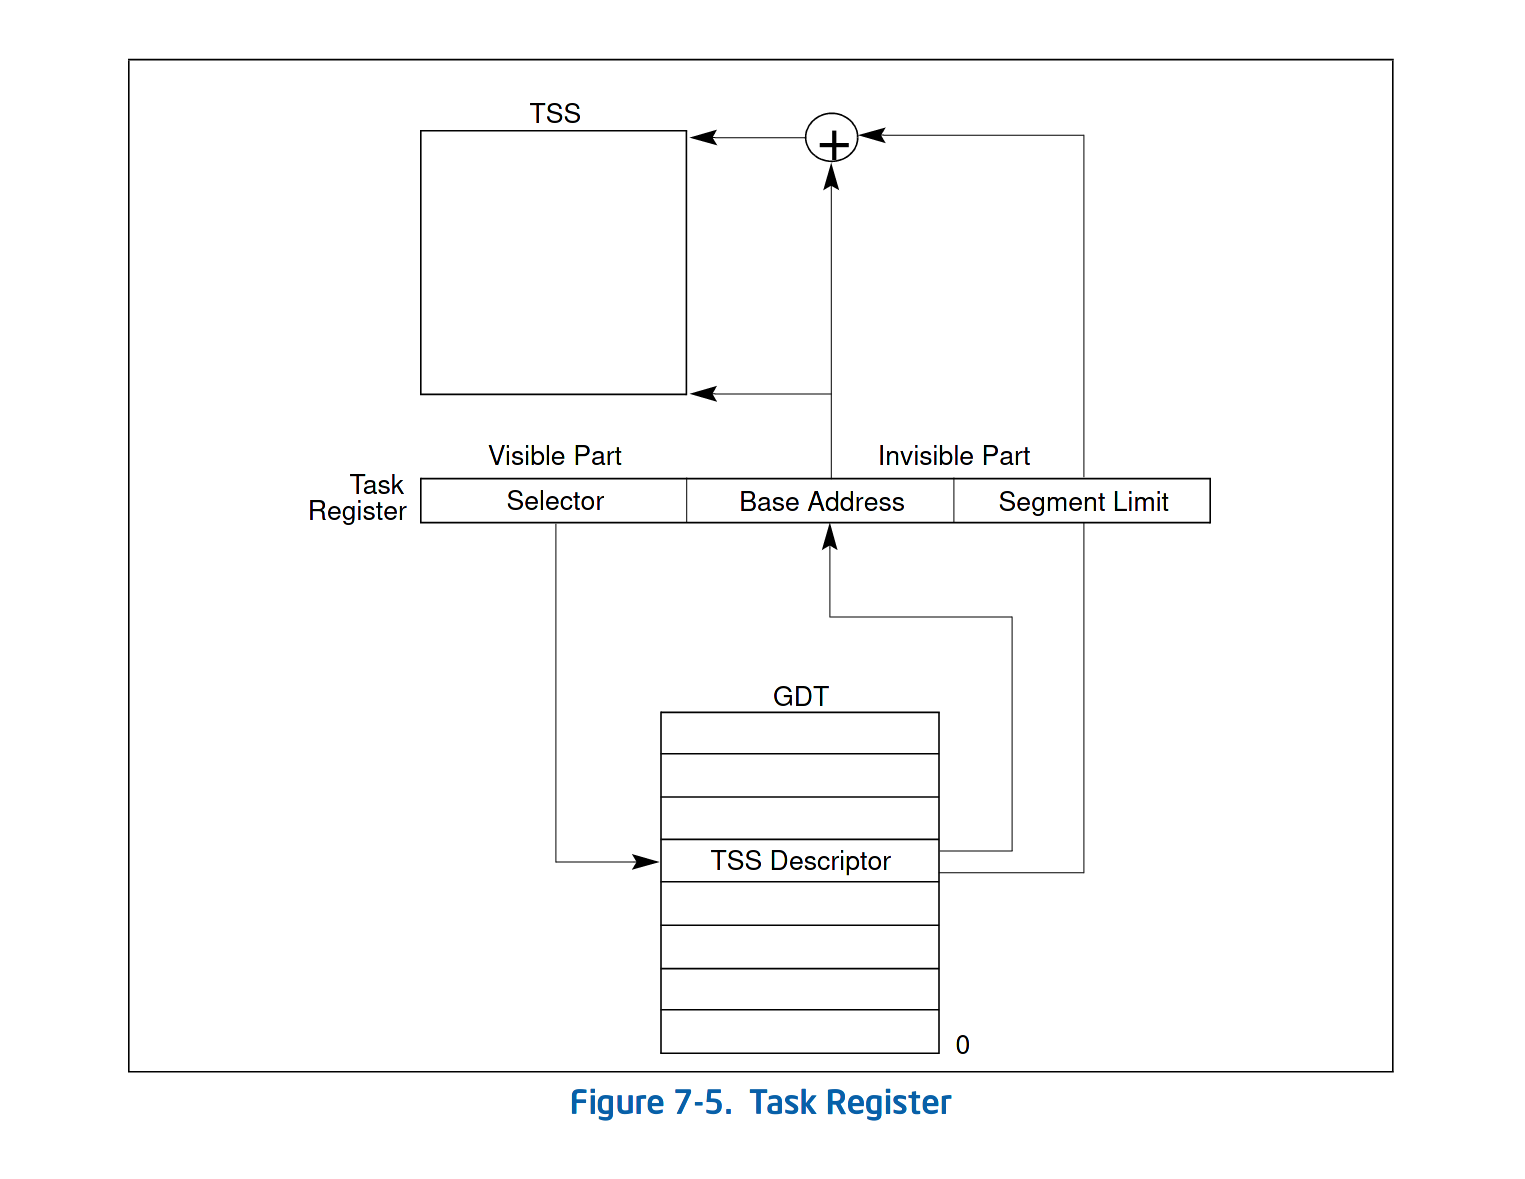 TSS
+
Visible Part
Invisible Part
Task
Register
Selector
Base Address
Segment Limit
GDT
TSS Descriptor
0
Figure 7-5. Task Register